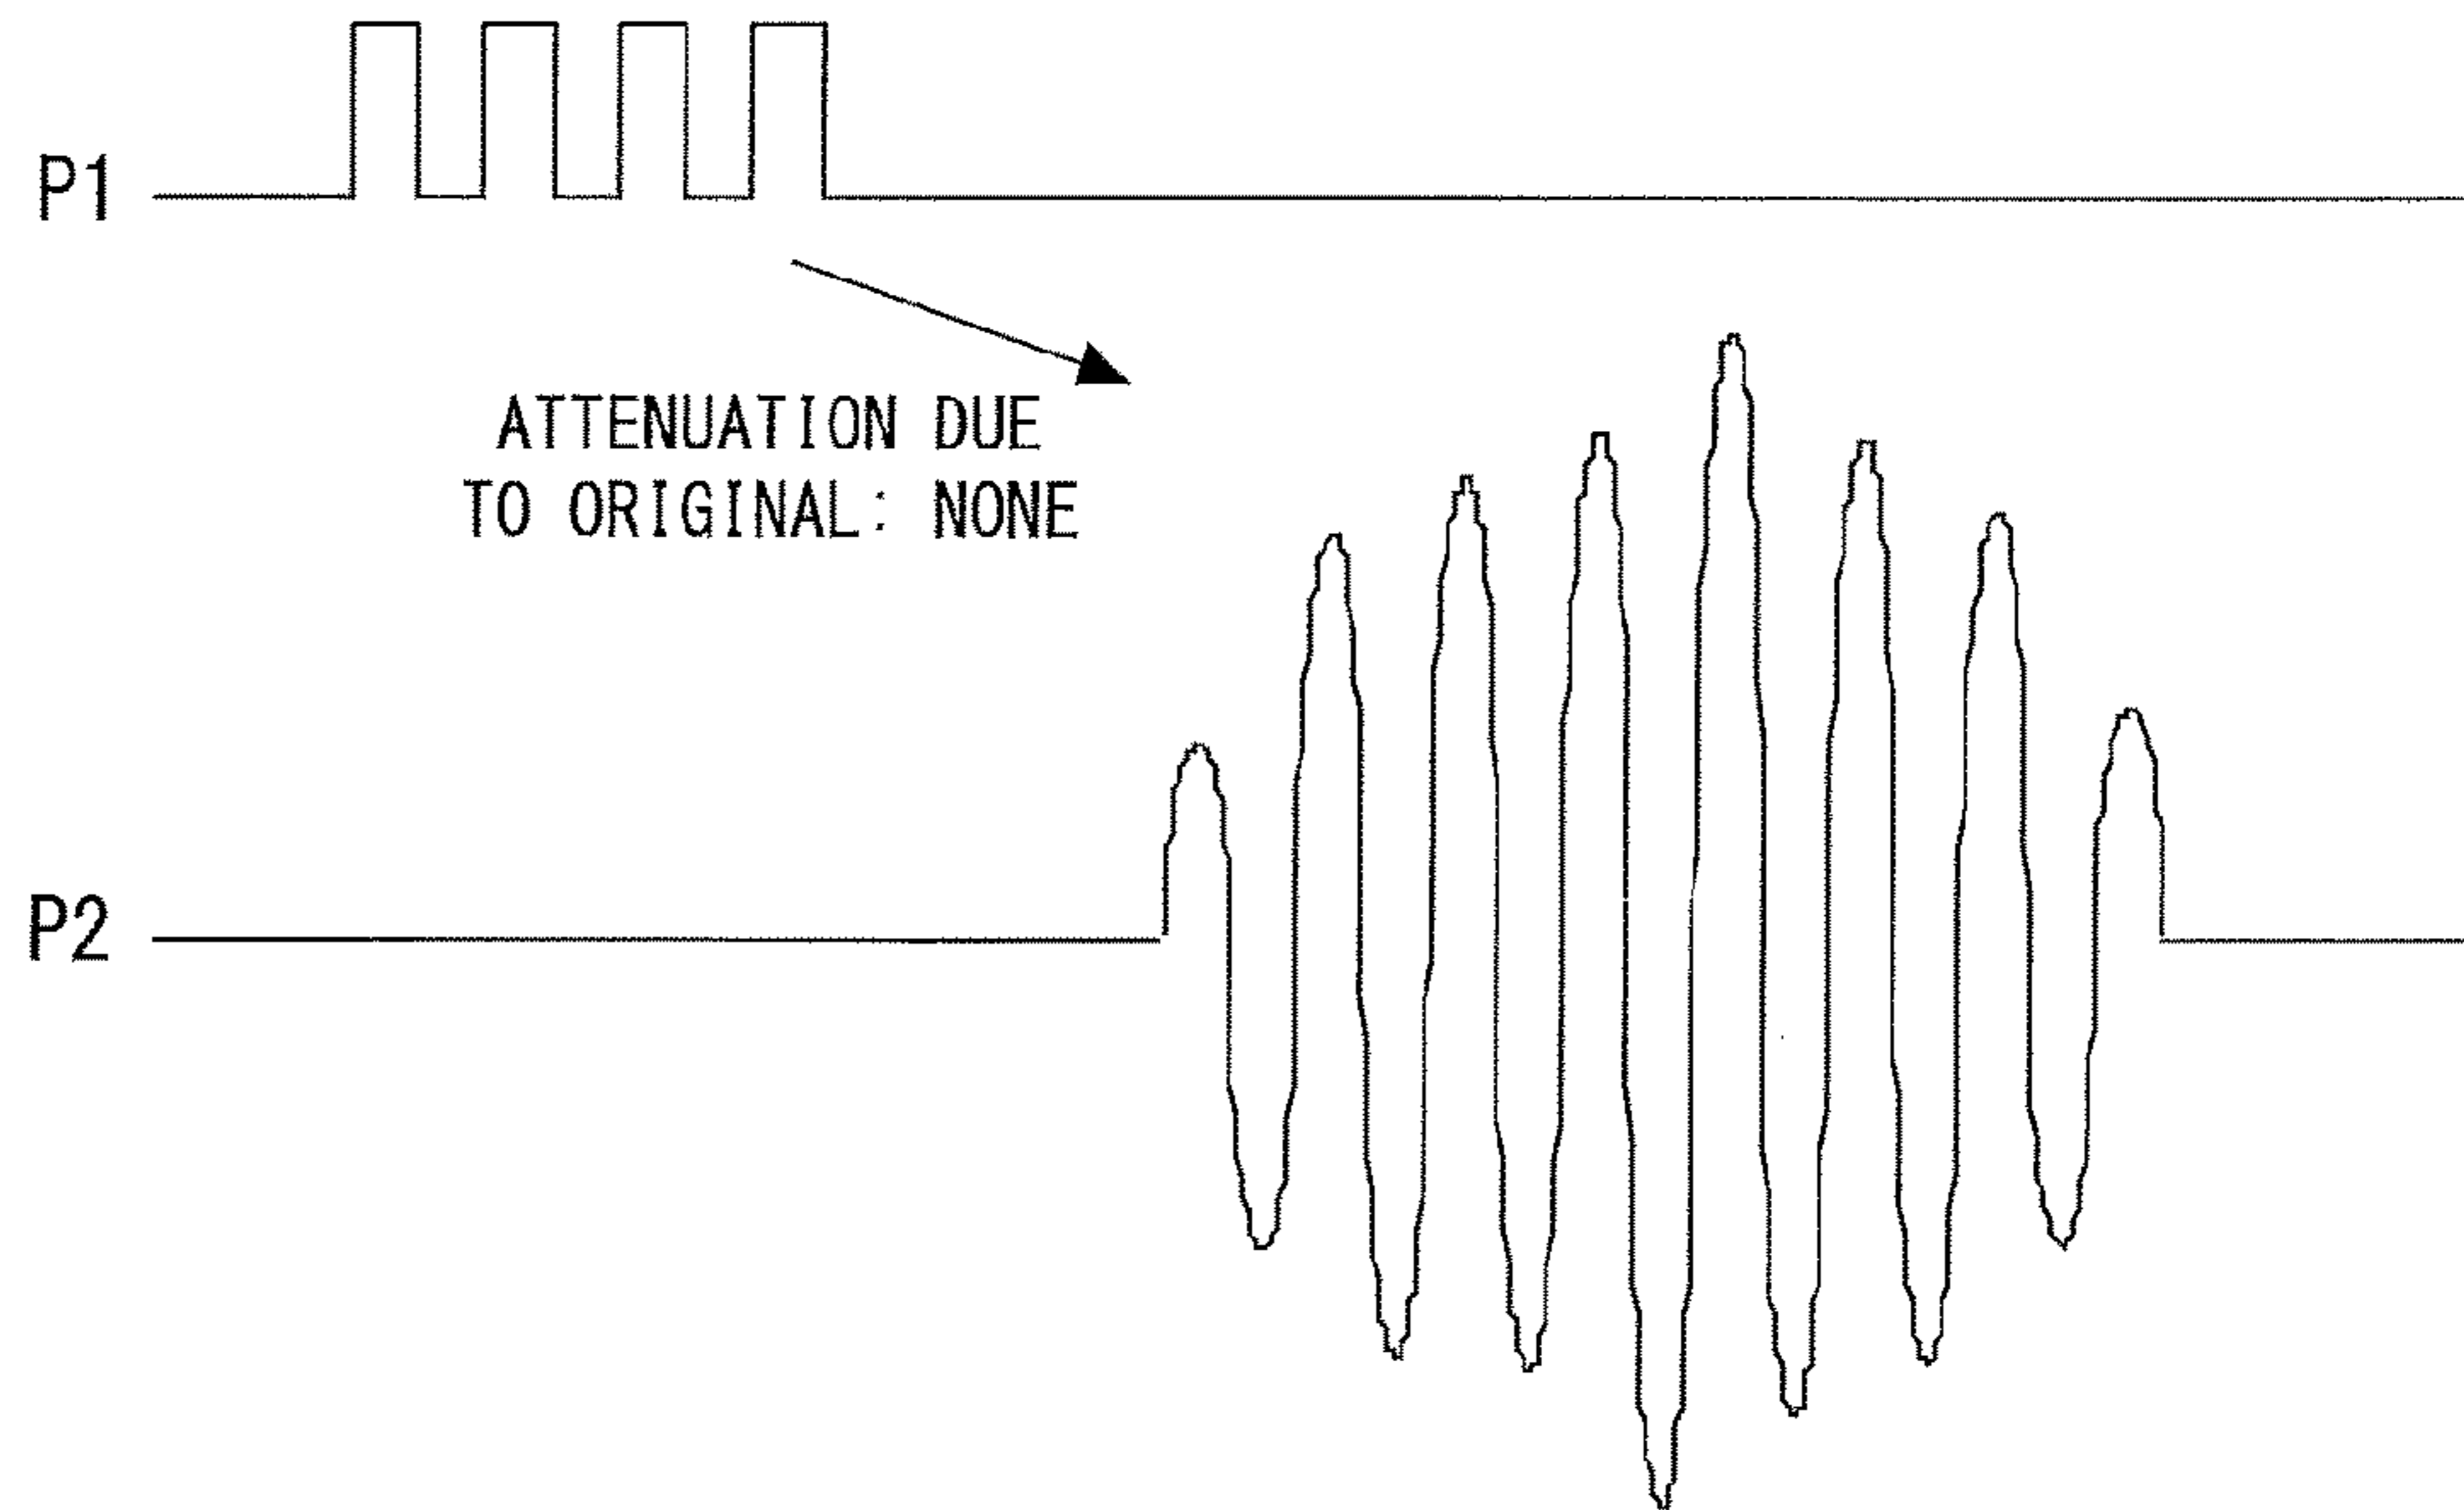 P1
ATTENUATION DUE
TO ORIGINAL: NONE
P2